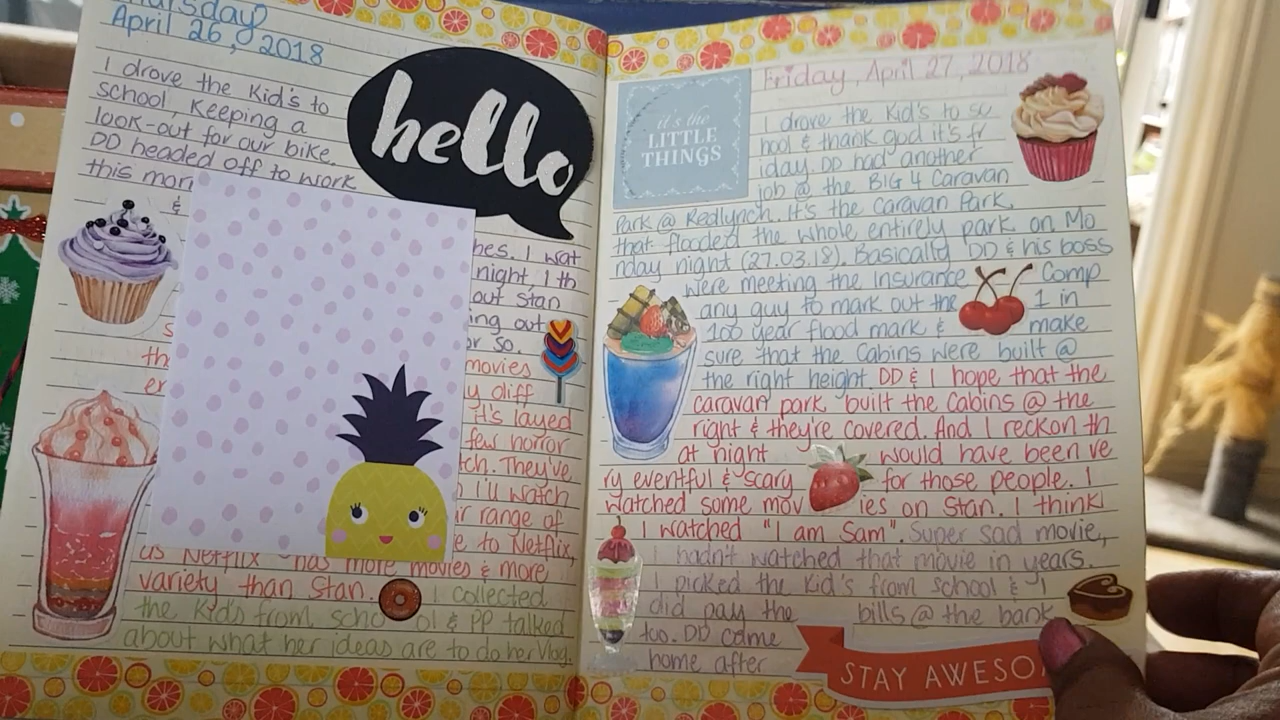 Thursday
April 26, 2018
I drove the Kid's to
school, Keeping a
look-out for our bike.
DD headed off to work
this mor
&
hes. I wat
night, I th
out Stan
ing out
or so.
movies
y diff
it's layed
few horror
tch. They've
I'll watch
ir range of
e to Netflix,
as Netflix has more movies & more
variety than Stan. I collected
the Kid's from school & PP talked
about what her ideas are to do her Vlog.
hello
Friday, April 27, 2018
it's the
LITTLE
THINGS
I drove the Kid's to sc
hool & thank god it's fr
iday. DD had another
job @ the BIG 4 Caravan
Park @ Redlynch. It's the Caravan Park,
that flooded the whole entirely park on Mo
nday night (27.03.18). Basically DD & his boss
were meeting the Insurance Comp
any guy to mark out the 1 in
100 year flood mark & make
sure that the Cabins were built @
the right height. DD & I hope that the
caravan park built the Cabins @ the
right & they're covered. And I reckon th
at night would have been ve
ry eventful & scary for those people. I
watched some movies on Stan. I think
I watched "I am Sam". Super sad movie,
I hadn't watched that movie in years.
I picked the Kid's from school & I
did pay the bills @ the bank
too. DD came
home after
STAY AWESO